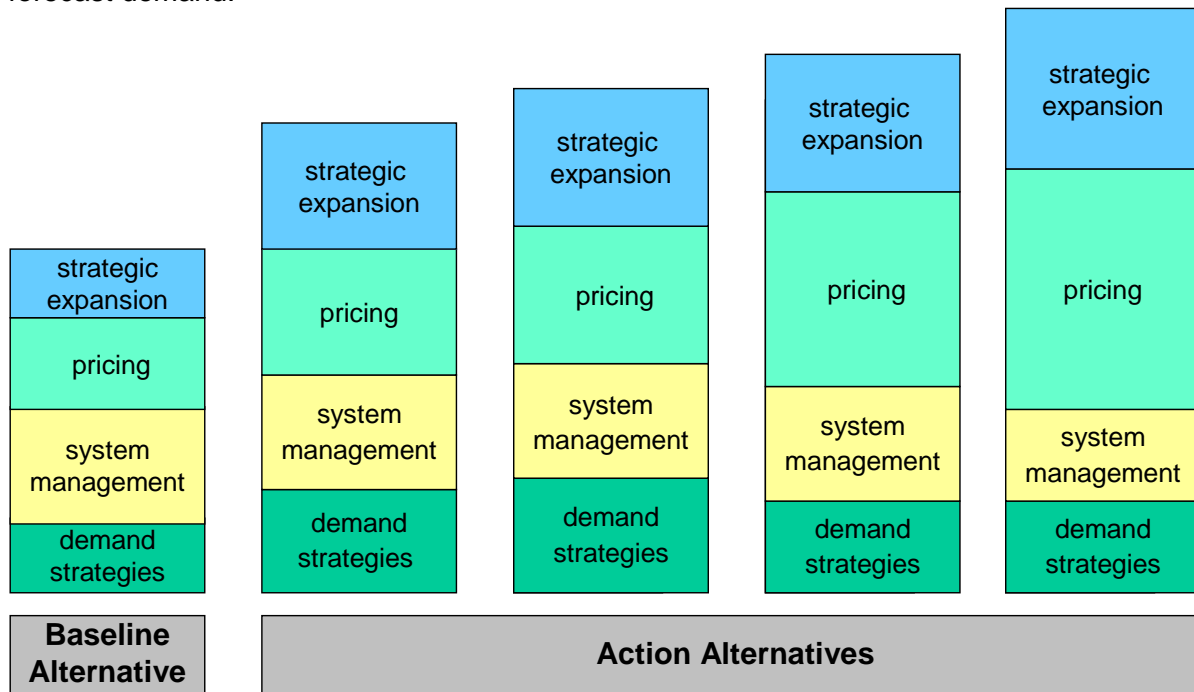 forecast demand.
strategic
expansion
pricing
system
management
demand
strategies
strategic
expansion
pricing
system
management
demand
strategies
strategic
expansion
pricing
system
management
demand
strategies
strategic
expansion
pricing
system
management
demand
strategies
strategic
expansion
pricing
system
management
demand
strategies
Baseline
Alternative
Action Alternatives